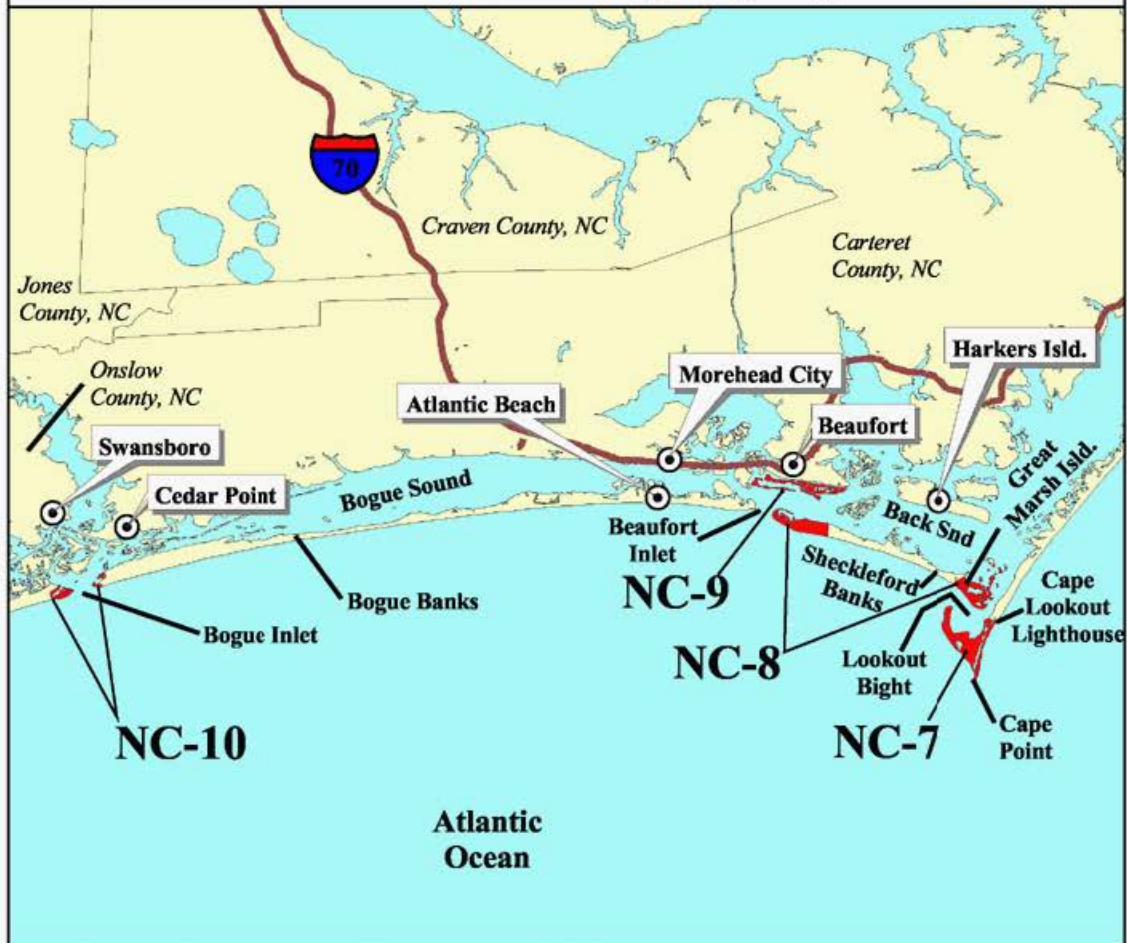 70
Craven County, NC
Carteret
County, NC
Jones
County, NC
Harkers Isld.
Morehead City
Onslow
County, NC
Atlantic Beach
Beaufort
Swansboro
Great
Marsh Isld.
Cedar Point
Bogue Sound
Back Snd
Beaufort
Inlet
Sheckleford
Banks
NC-9
Cape
Lookout
Lighthouse
Bogue Banks
Bogue Inlet
NC-8
Lookout
Bight
NC-10
NC-7
Cape
Point
Atlantic
Ocean